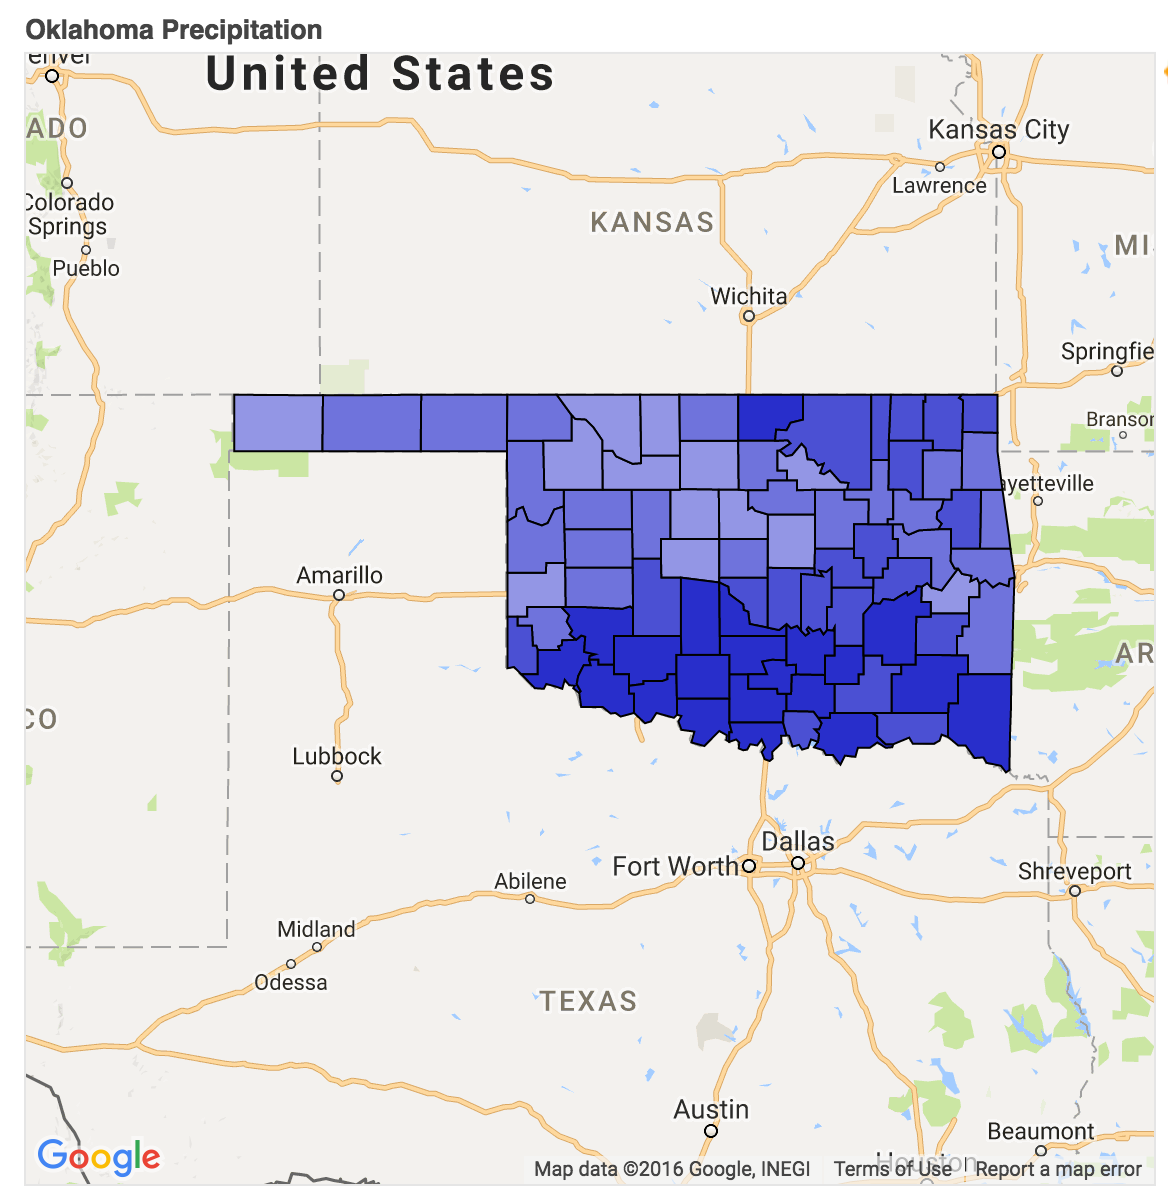 Oklahoma Precipitation
enver
United States
ADO
Kansas City
Lawrence
Colorado
Springs
KANSAS
MI
Pueblo
Wichita
Springfie
Branson
ayetteville
Amarillo
AR
CO
Lubbock
Dallas
Fort Worth
Shreveport
Abilene
Midland
Odessa
TEXAS
Austin
Beaumont
Houston
Google
Map data ©2016 Google, INEGI Terms of Use Report a map error